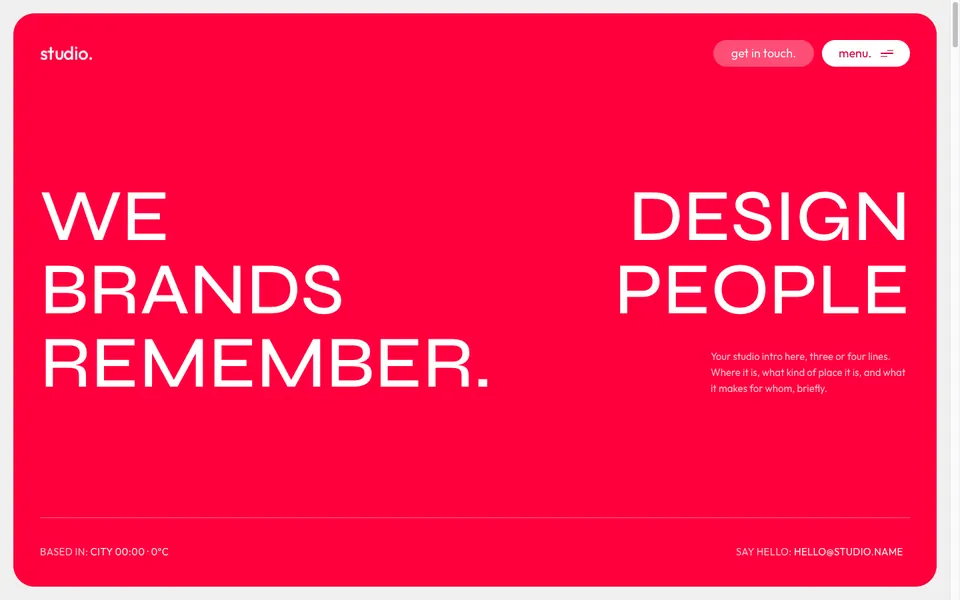 studio.
get in touch.
menu.
WE DESIGN
BRANDS PEOPLE
REMEMBER.
Your studio intro here, three or four lines.
Where it is, what kind of place it is, and what
it makes for whom, briefly.
BASED IN: CITY 00:00 · 0°C
SAY HELLO: HELLO@STUDIO.NAME